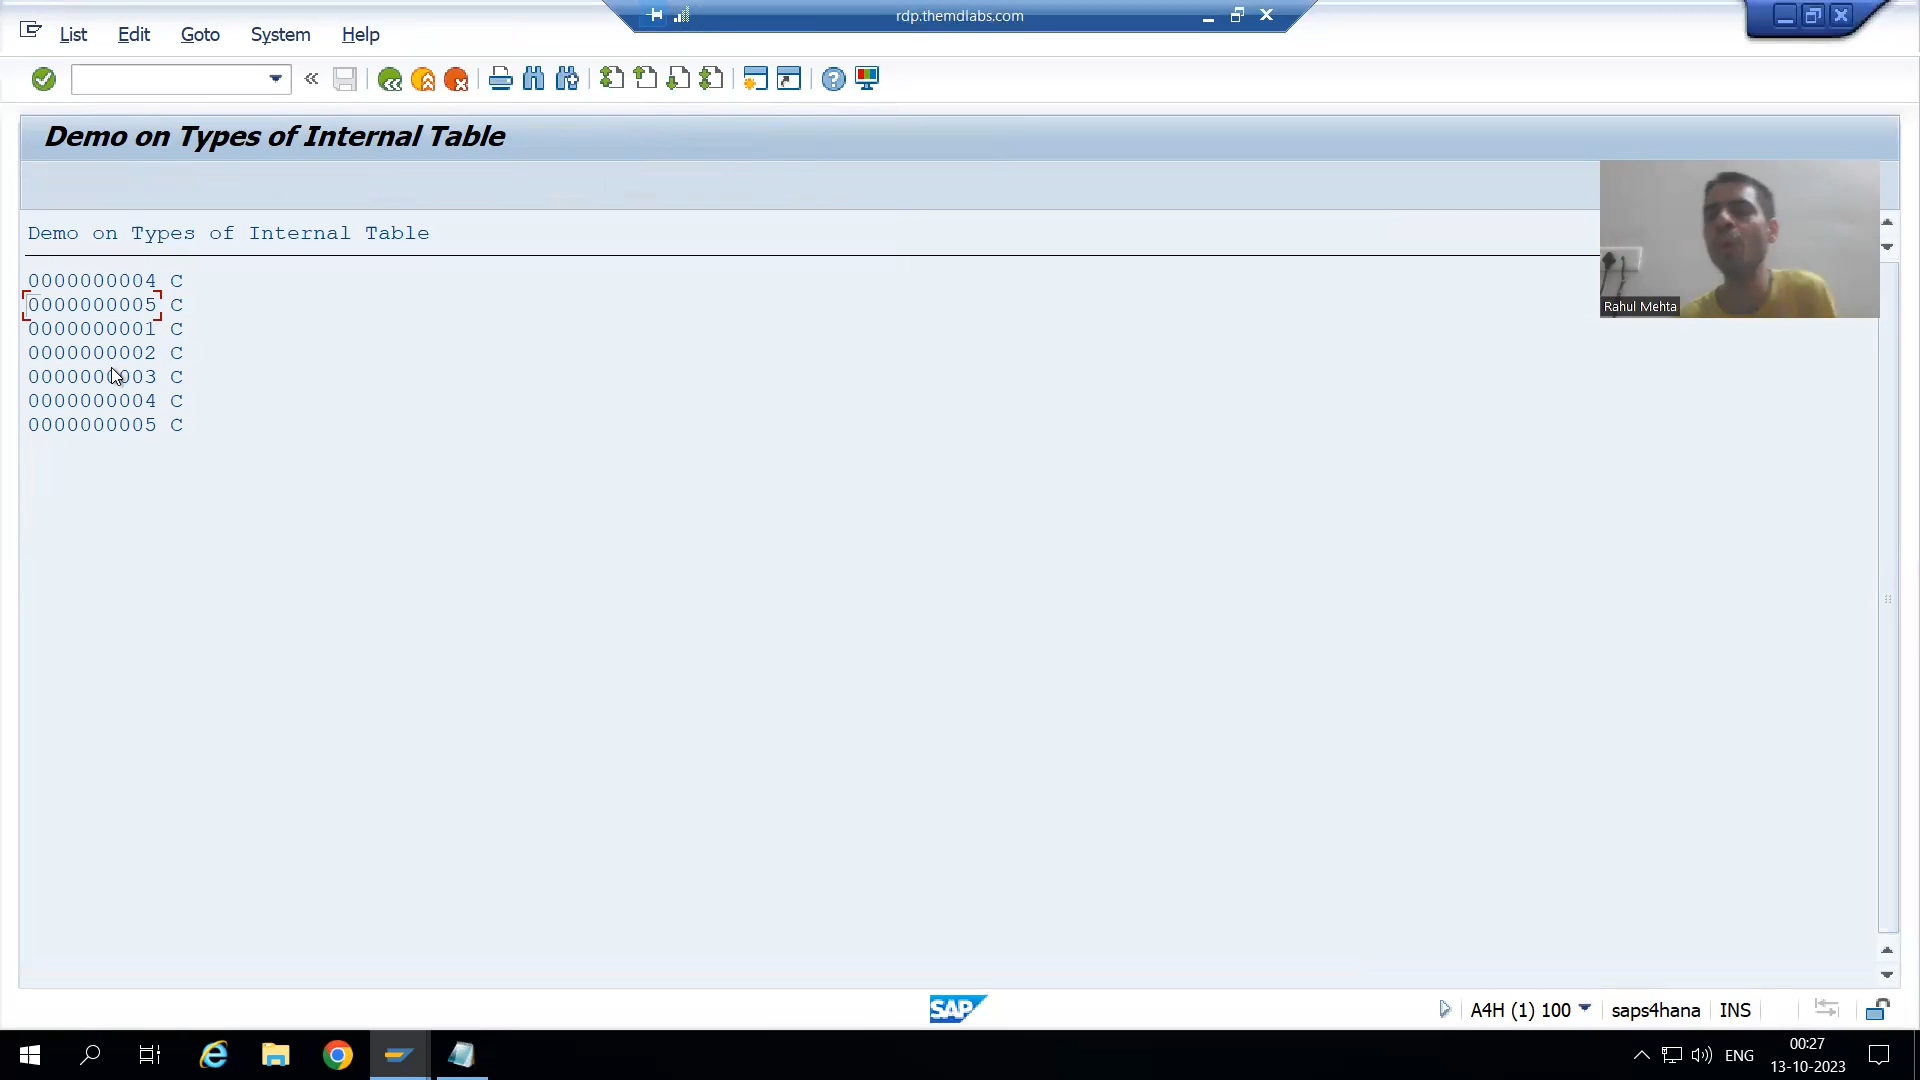 rdp.themdlabs.com
List Edit Goto System Help
Demo on Types of Internal Table
Demo on Types of Internal Table
0000000004 C
0000000005 C
0000000001 C
0000000002 C
0000000003 C
0000000004 C
0000000005 C
Rahul Mehta
SAP
A4H (1) 100 saps4hana INS
ENG
00:27
13-10-2023